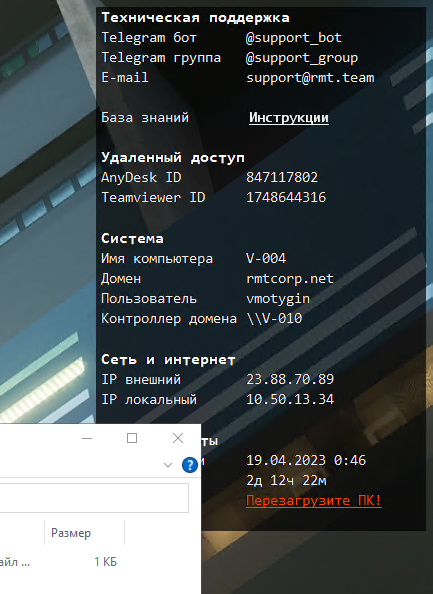 Техническая поддержка
Telegram бот @support_bot
Telegram группа @support_group
E-mail support@rmt.team
База знаний Инструкции
Удаленный доступ
AnyDesk ID 847117802
Teamviewer ID 1748644316
Система
Имя компьютера V-004
Домен rmtcorp.net
Пользователь vmotygin
Контроллер домена \\V-010
Сеть и интернет
IP внешний 23.88.70.89
IP локальный 10.50.13.34
ты
и 19.04.2023 0:46
2д 12ч 22м
Перезагрузите ПК!
?
Размер
айл ... 1 КБ